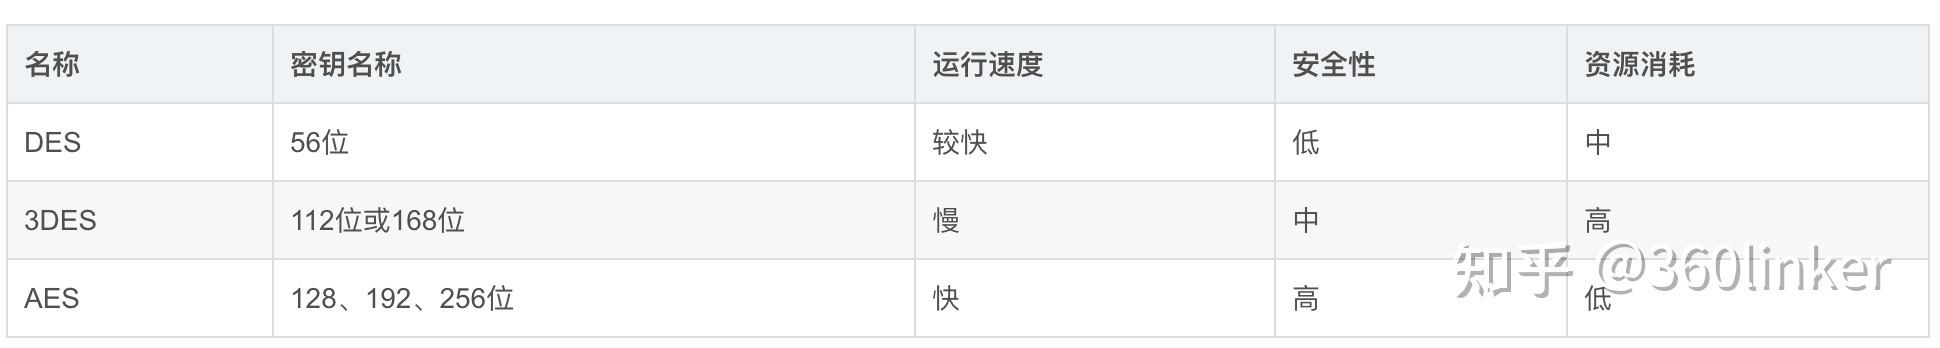 名称 密钥名称 运行速度 安全性 资源消耗
DES 56位 较快 低 中
3DES 112位或168位 慢 中 高
AES 128、192、256位 快 高 低
知乎 @360linker